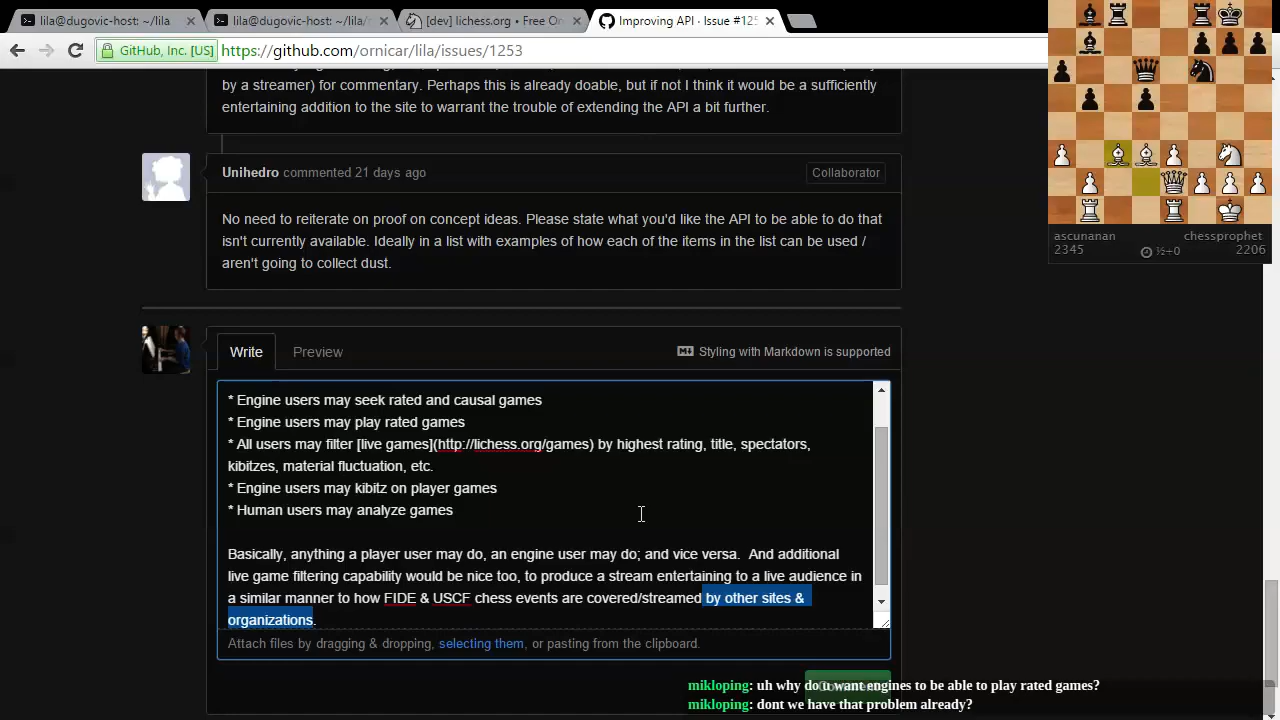 lila@dugovic-host: ~/lila
lila@dugovic-host: ~/lila/
[dev] lichess.org • Free On
Improving API · Issue #125
GitHub, Inc. [US]
https://github.com/ornicar/lila/issues/1253
by a streamer) for commentary. Perhaps this is already doable, but if not I think it would be a sufficiently
entertaining addition to the site to warrant the trouble of extending the API a bit further.
Unihedro commented 21 days ago
Collaborator
No need to reiterate on proof on concept ideas. Please state what you'd like the API to be able to do that
isn't currently available. Ideally in a list with examples of how each of the items in the list can be used /
aren't going to collect dust.
Write
Preview
Styling with Markdown is supported
* Engine users may seek rated and causal games
* Engine users may play rated games
* All users may filter [live games](http://lichess.org/games) by highest rating, title, spectators,
kibitzes, material fluctuation, etc.
* Engine users may kibitz on player games
* Human users may analyze games
Basically, anything a player user may do, an engine user may do; and vice versa.  And additional
live game filtering capability would be nice too, to produce a stream entertaining to a live audience in
a similar manner to how FIDE & USCF chess events are covered/streamed by other sites &
organizations.
Attach files by dragging & dropping, selecting them, or pasting from the clipboard.
ascunanan
chessprophet
2345
½+0
2206
mikloping: uh why do u want engines to be able to play rated games?
mikloping: dont we have that problem already?